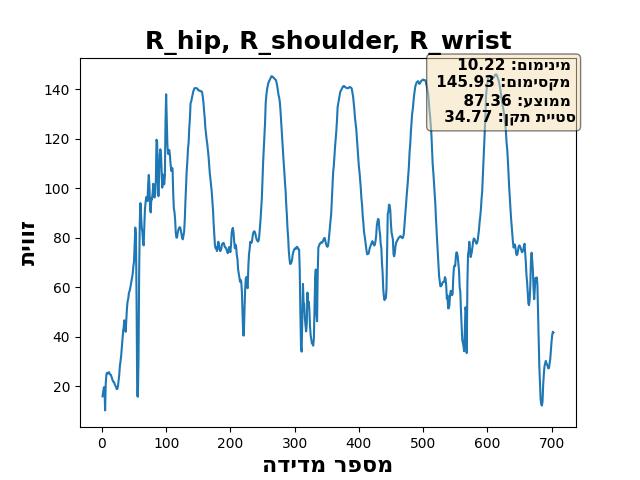 R_hip, R_shoulder, R_wrist
מינימום: 10.22
מקסימום: 145.93
ממוצע: 87.36
סטיית תקן: 34.77
זווית
140
120
100
80
60
40
20
0 100 200 300 400 500 600 700
מספר מדידה